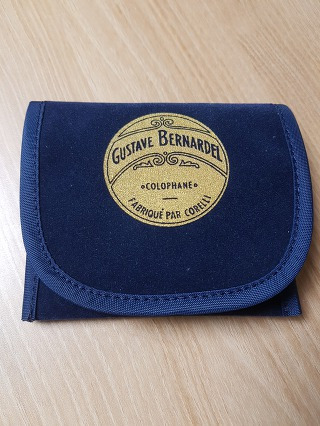 GUSTAVE BERNARDEL
•COLOPHANE•
FABRIQUÉ PAR CORELLI